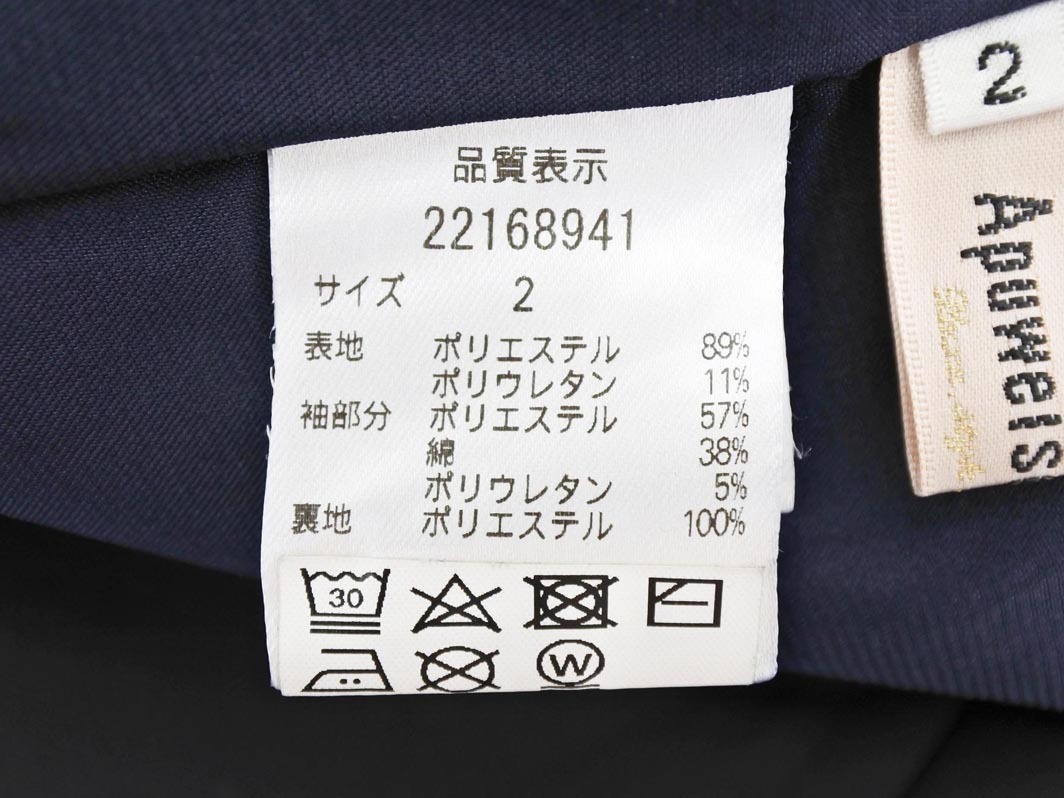 品質表示
22168941
サイズ 2
表地 ポリエステル 89%
ポリウレタン 11%
袖部分 ポリエステル 57%
綿 38%
ポリウレタン 5%
裏地 ポリエステル 100%
30
W
2
Apuweis